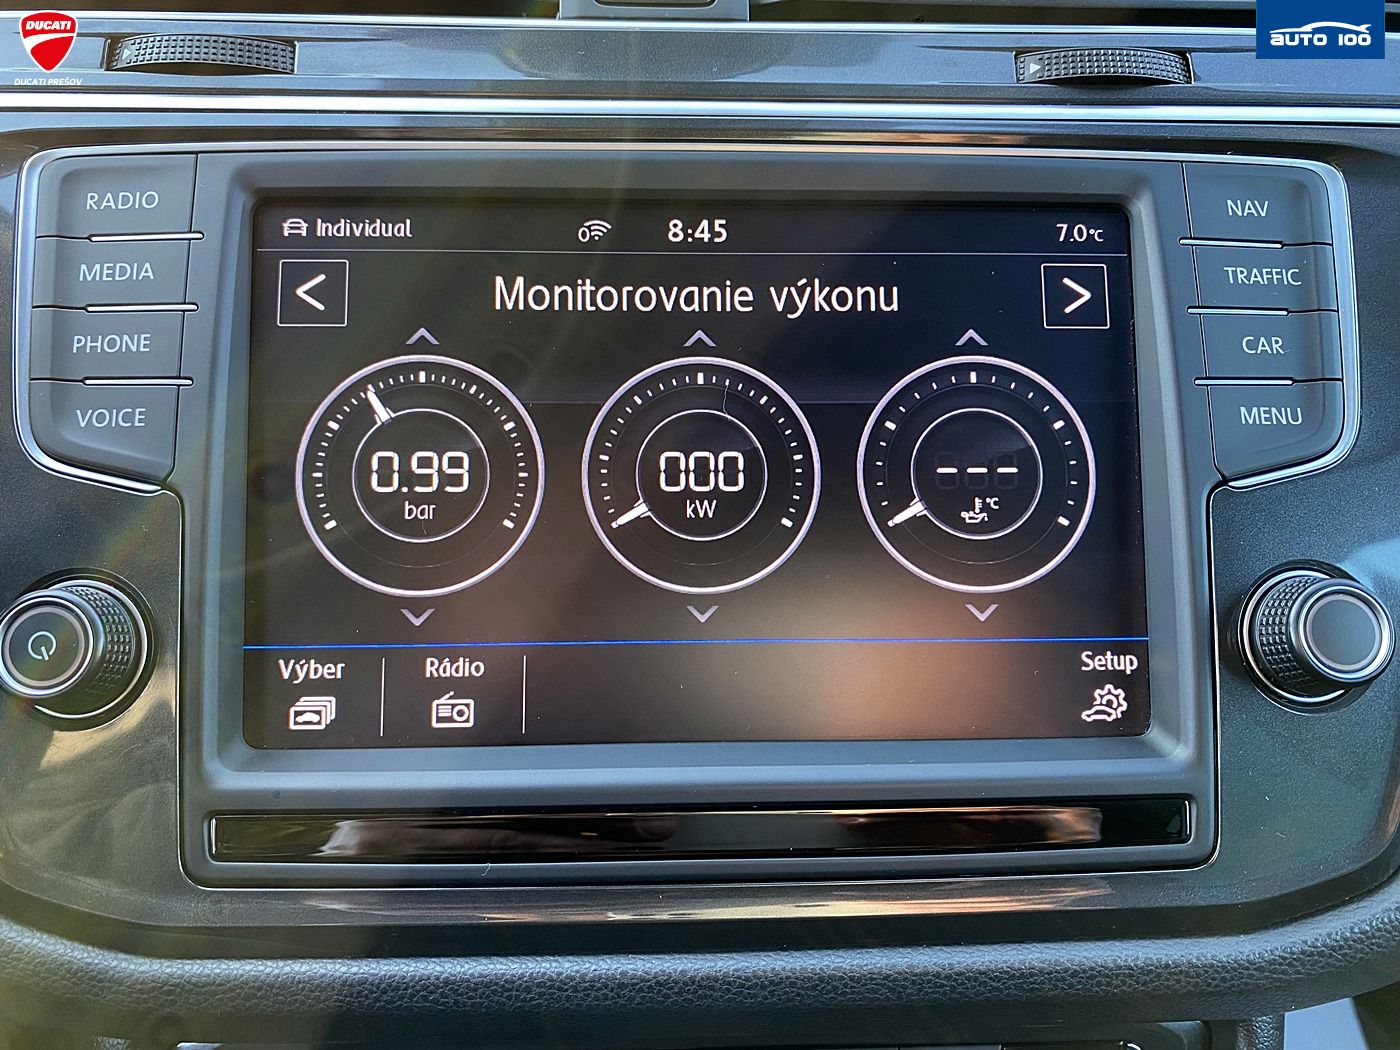 DUCATI
DUCATI PREŠOV
AUTO 100
RADIO
MEDIA
PHONE
VOICE
NAV
TRAFFIC
CAR
MENU
Individual
0
8:45
7.0°C
< Monitorovanie výkonu >
0.99
bar
000
kW
---
°C
Výber
Rádio
Setup